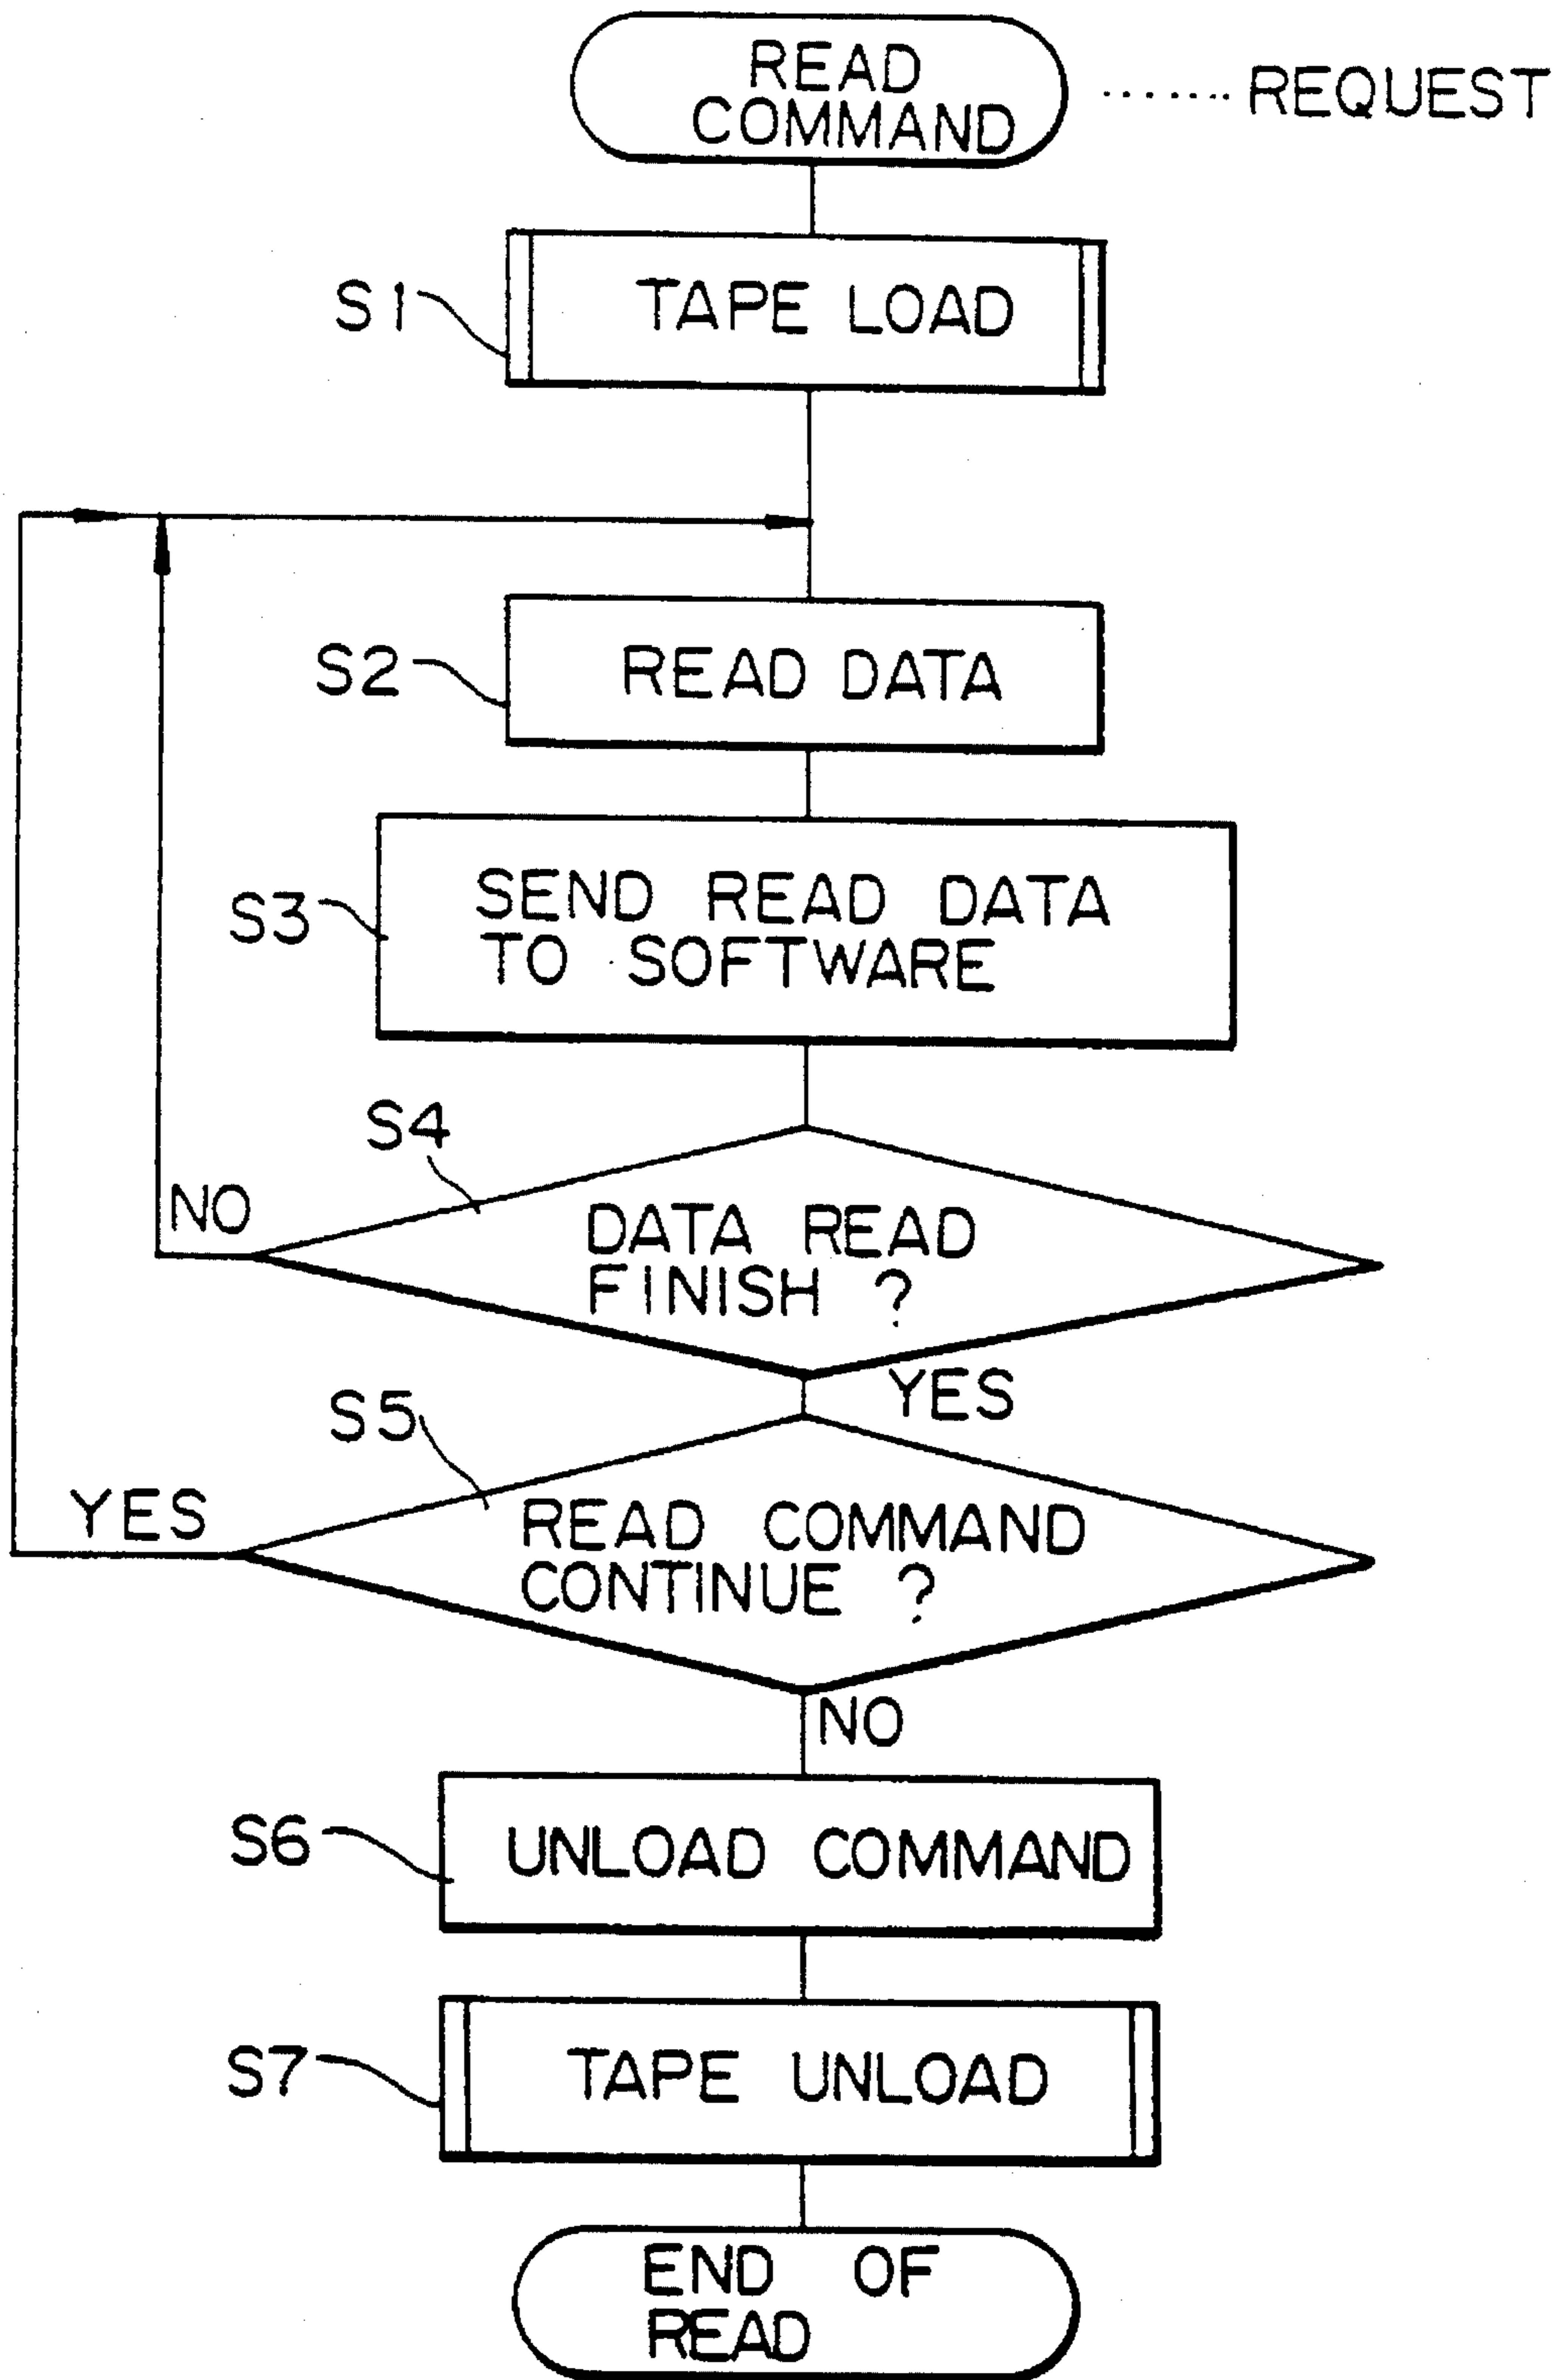 READ
COMMAND
REQUEST
S1
TAPE LOAD
S2
READ DATA
S3
SEND READ DATA
TO SOFTWARE
S4
NO
DATA READ
FINISH ?
YES
S5
YES
READ COMMAND
CONTINUE ?
NO
S6
UNLOAD COMMAND
S7
TAPE UNLOAD
END OF
READ